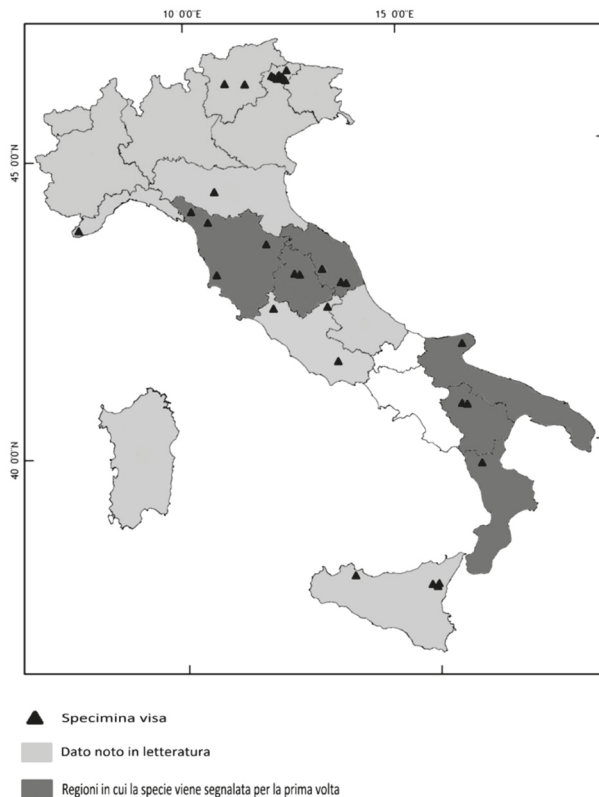 10 00'E
15 00'E
45 00'N
40 00'N
Specimina visa
Dato noto in letteratura
Regioni in cui la specie viene segnalata per la prima volta